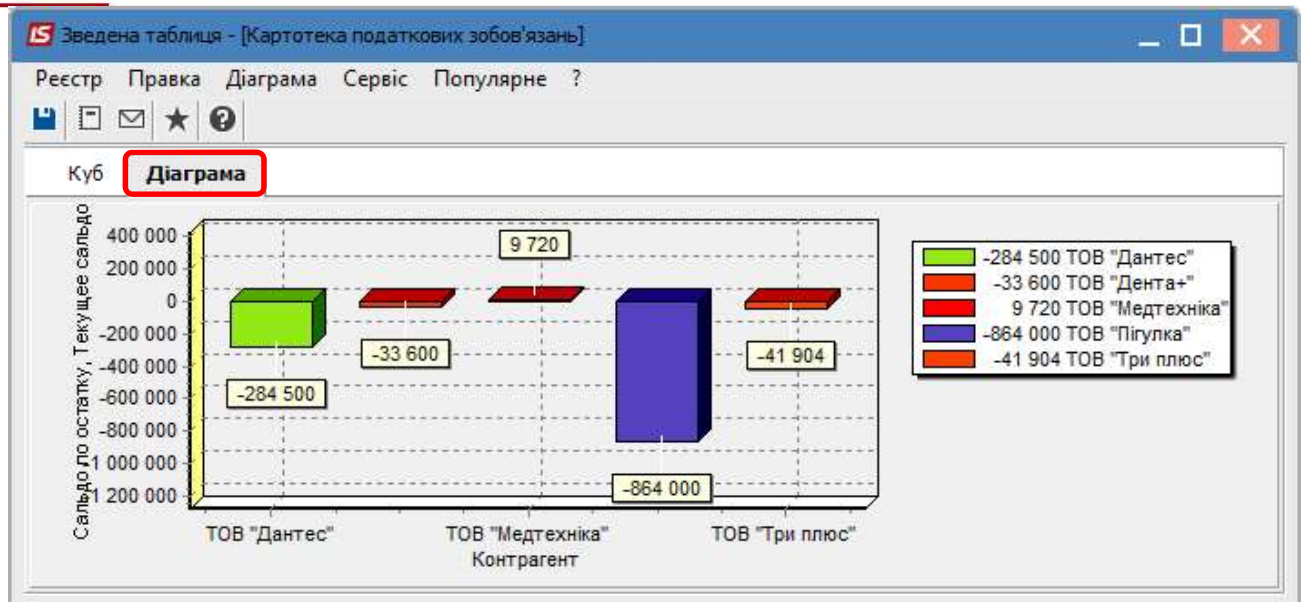 Зведена таблиця - [Картотека податкових зобов'язань]
Реєстр Правка Діаграма Сервіс Популярне ?
Куб Діаграма
Сальдо по остатку, Текущее сальдо
400 000
200 000
0
-200 000
-400 000
-600 000
-800 000
-1 000 000
-1 200 000
-284 500
-33 600
9 720
-864 000
-41 904
ТОВ "Дантес" ТОВ "Медтехніка" ТОВ "Три плюс"
Контрагент
-284 500 ТОВ "Дантес"
-33 600 ТОВ "Дента+"
9 720 ТОВ "Медтехніка"
-864 000 ТОВ "Пігулка"
-41 904 ТОВ "Три плюс"